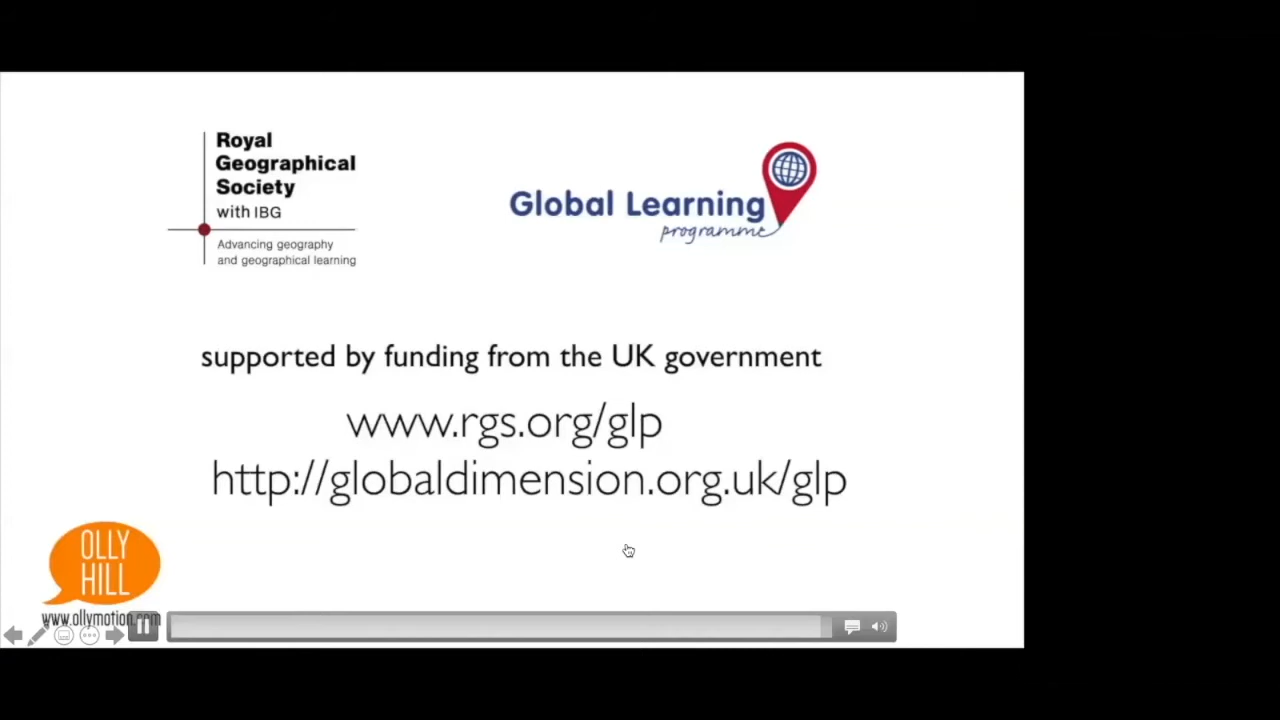 Royal
Geographical
Society
with IBG
Advancing geography
and geographical learning
Global Learning
programme
supported by funding from the UK government
www.rgs.org/glp
http://globaldimension.org.uk/glp
OLLY
HILL
www.ollymotion.com